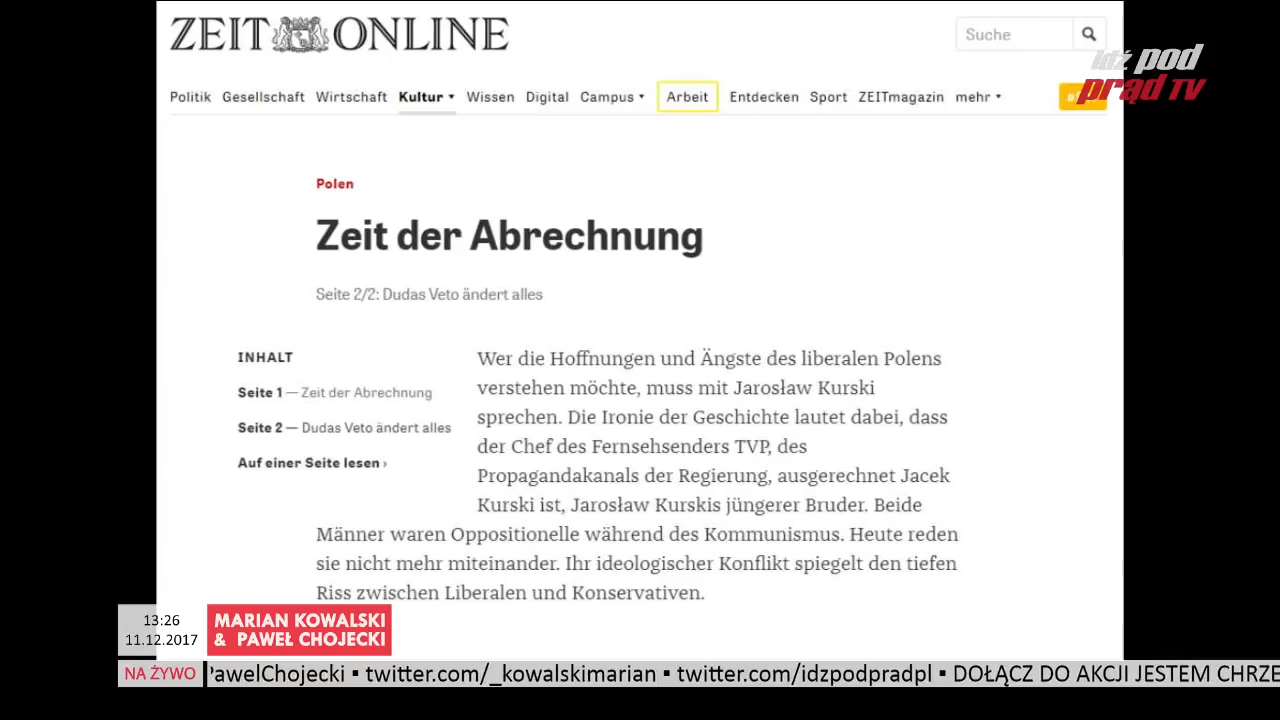 ZEIT ONLINE
Suche
idź pod
prąd TV
Politik Gesellschaft Wirtschaft Kultur Wissen Digital Campus Arbeit Entdecken Sport ZEITmagazin mehr
Polen
Zeit der Abrechnung
Seite 2/2: Dudas Veto ändert alles
INHALT
Seite 1 — Zeit der Abrechnung
Seite 2 — Dudas Veto ändert alles
Auf einer Seite lesen ›
Wer die Hoffnungen und Ängste des liberalen Polens
verstehen möchte, muss mit Jarosław Kurski
sprechen. Die Ironie der Geschichte lautet dabei, dass
der Chef des Fernsehsenders TVP, des
Propagandakanals der Regierung, ausgerechnet Jacek
Kurski ist, Jarosław Kurskis jüngerer Bruder. Beide
Männer waren Oppositionelle während des Kommunismus. Heute reden
sie nicht mehr miteinander. Ihr ideologischer Konflikt spiegelt den tiefen
Riss zwischen Liberalen und Konservativen.
13:26
11.12.2017
MARIAN KOWALSKI
& PAWEŁ CHOJECKI
NA ŻYWO
PawelChojecki ▪ twitter.com/_kowalskimarian ▪ twitter.com/idzpodpradpl ▪ DOŁĄCZ DO AKCJI JESTEM CHRZE